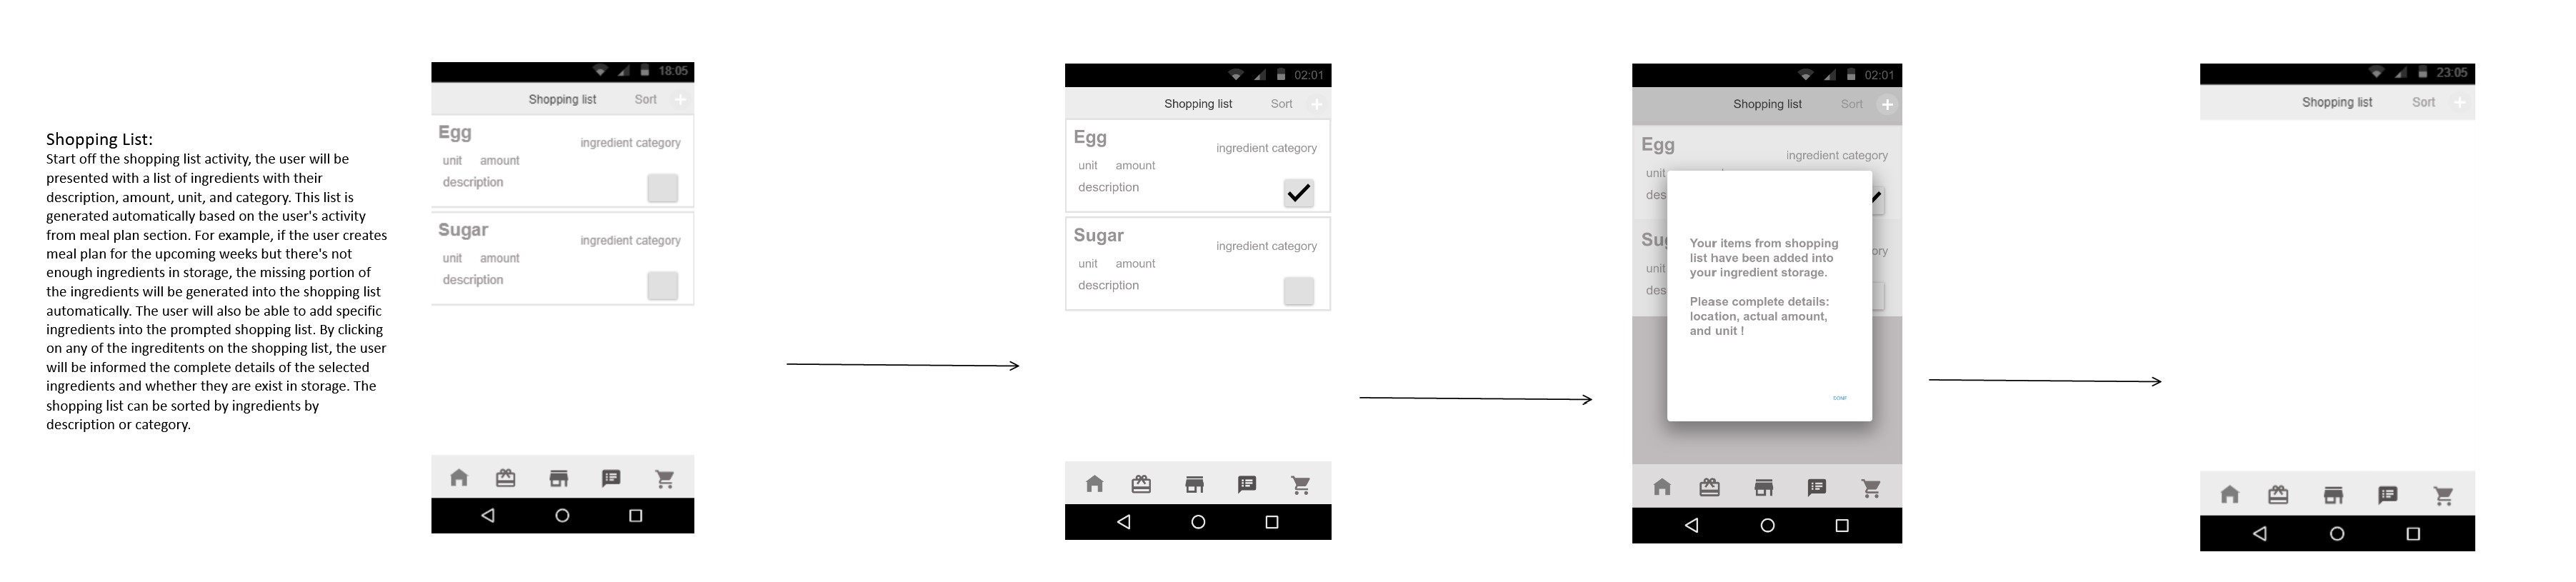 Shopping List:
Start off the shopping list activity, the user will be
presented with a list of ingredients with their
description, amount, unit, and category. This list is
generated automatically based on the user's activity
from meal plan section. For example, if the user creates
meal plan for the upcoming weeks but there's not
enough ingredients in storage, the missing portion of
the ingredients will be generated into the shopping list
automatically. The user will also be able to add specific
ingredients into the prompted shopping list. By clicking
on any of the ingreditents on the shopping list, the user
will be informed the complete details of the selected
ingredients and whether they are exist in storage. The
shopping list can be sorted by ingredients by
description or category.
18:05
Shopping list Sort +
Egg
ingredient category
unit amount
description
Sugar
ingredient category
unit amount
description
02:01
Shopping list Sort +
Egg
ingredient category
unit amount
description
Sugar
ingredient category
unit amount
description
02:01
Shopping list Sort +
Egg
ingredient category
unit
des
Su
ory
unit
des
Your items from shopping
list have been added into
your ingredient storage.
Please complete details:
location, actual amount,
and unit !
23:05
Shopping list Sort +